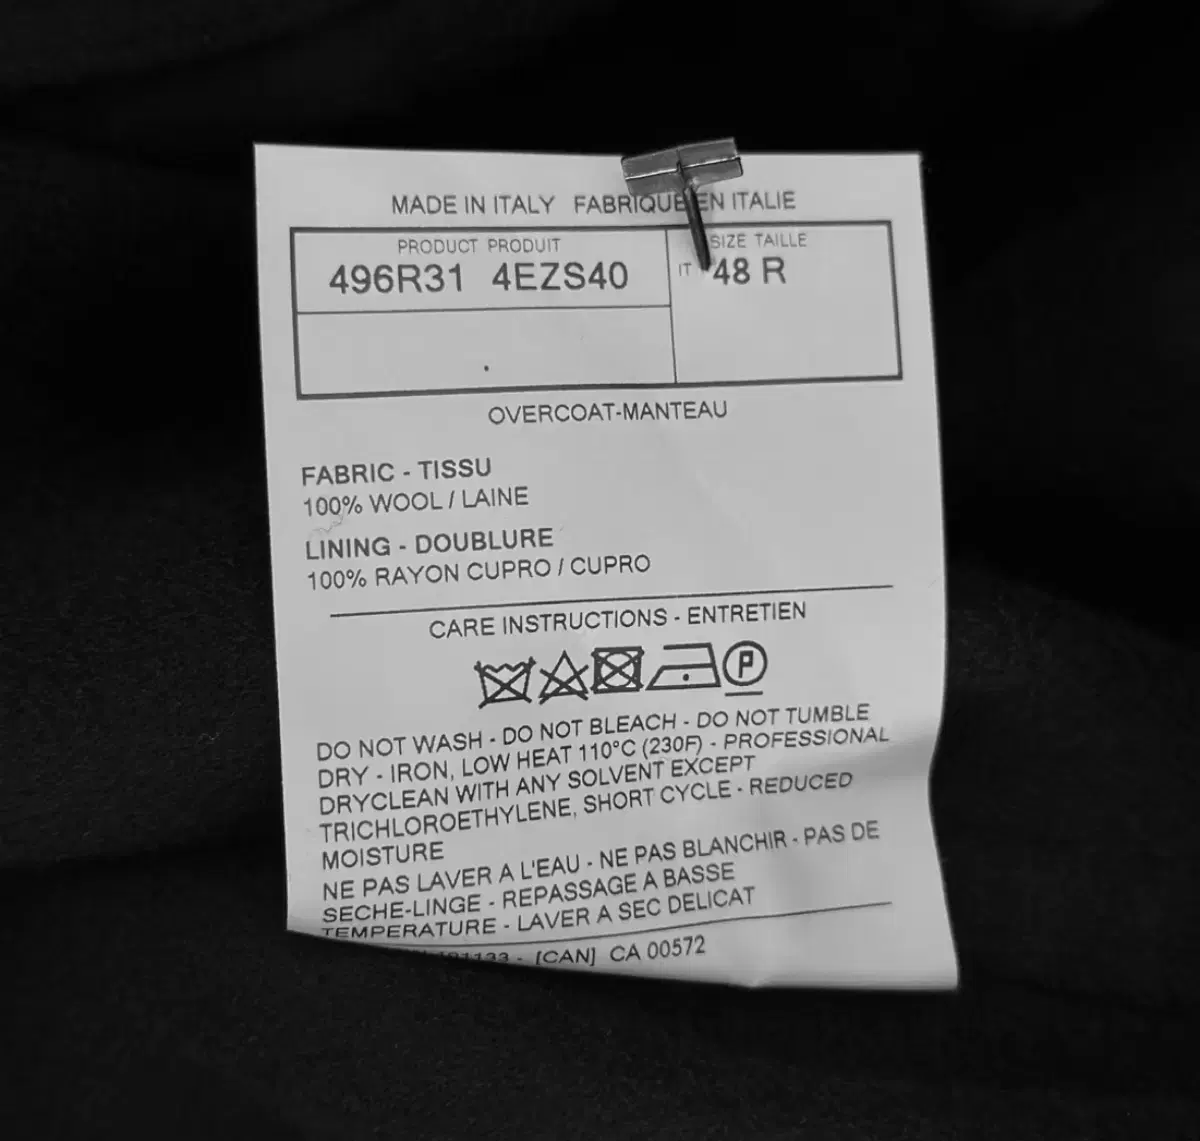 MADE IN ITALY FABRIQUE EN ITALIE
PRODUCT PRODUIT
496R31 4EZS40
SIZE TAILLE
IT 48 R
OVERCOAT-MANTEAU
FABRIC - TISSU
100% WOOL / LAINE
LINING - DOUBLURE
100% RAYON CUPRO / CUPRO
CARE INSTRUCTIONS - ENTRETIEN
P
DO NOT WASH - DO NOT BLEACH - DO NOT TUMBLE
DRY - IRON, LOW HEAT 110°C (230F) - PROFESSIONAL
DRYCLEAN WITH ANY SOLVENT EXCEPT
TRICHLOROETHYLENE, SHORT CYCLE - REDUCED
MOISTURE
NE PAS LAVER A L'EAU - NE PAS BLANCHIR - PAS DE
SECHE-LINGE - REPASSAGE A BASSE
TEMPERATURE - LAVER A SEC DELICAT
- [CAN] CA 00572